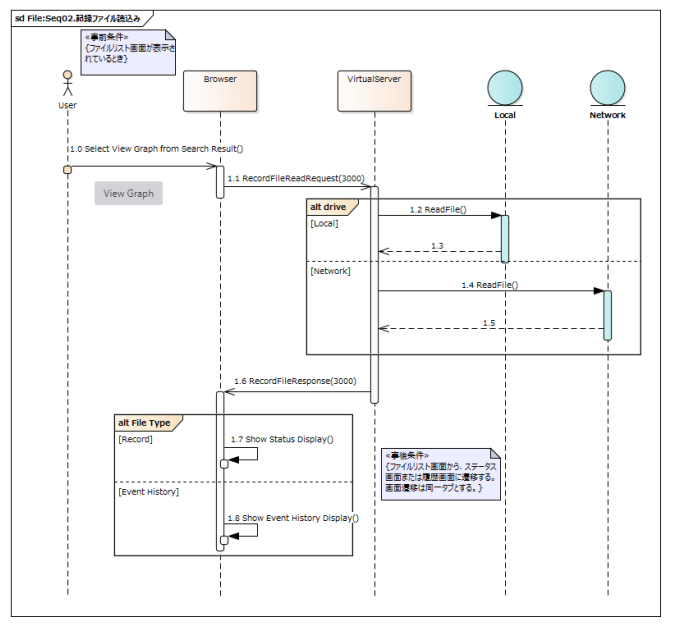 sd File:Seq02.記録ファイル読込み
«事前条件»
{ファイルリスト画面が表示さ
れているとき}
User
Browser
VirtualServer
Local
Network
1.0 Select View Graph from Search Result()
View Graph
1.1 RecordFileReadRequest(3000)
alt drive
[Local]
1.2 ReadFile()
1.3
[Network]
1.4 ReadFile()
1.5
1.6 RecordFileResponse(3000)
alt File Type
[Record]
1.7 Show Status Display()
[Event History]
1.8 Show Event History Display()
«事後条件»
{ファイルリスト画面から、ステータス
画面または履歴画面に遷移する。
画面遷移は同一タブとする。}